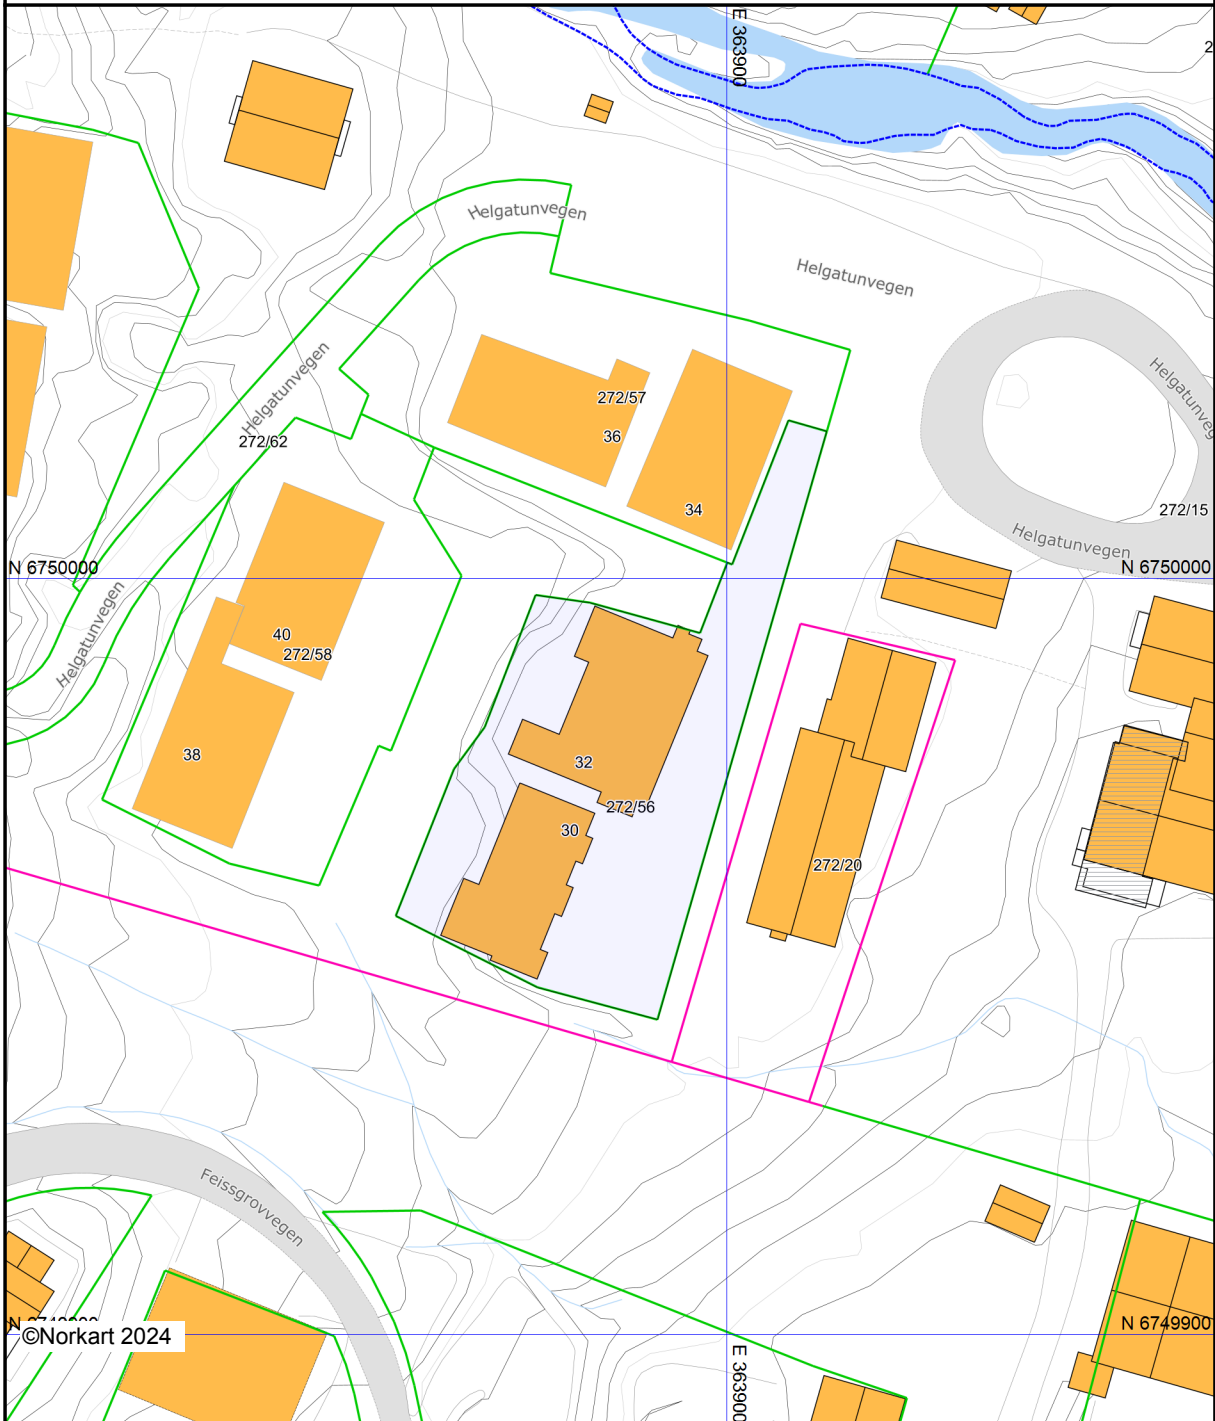 E 363900
2
Helgatunvegen
Helgatunvegen
Helgatunvegen
Helgatunveg
272/57
36
272/62
34
272/15
Helgatunvegen
N 6750000
N 6750000
Helgatunvegen
40
272/58
38
32
272/56
30
272/20
Feissgrovvegen
N 6749900
©Norkart 2024
E 363900